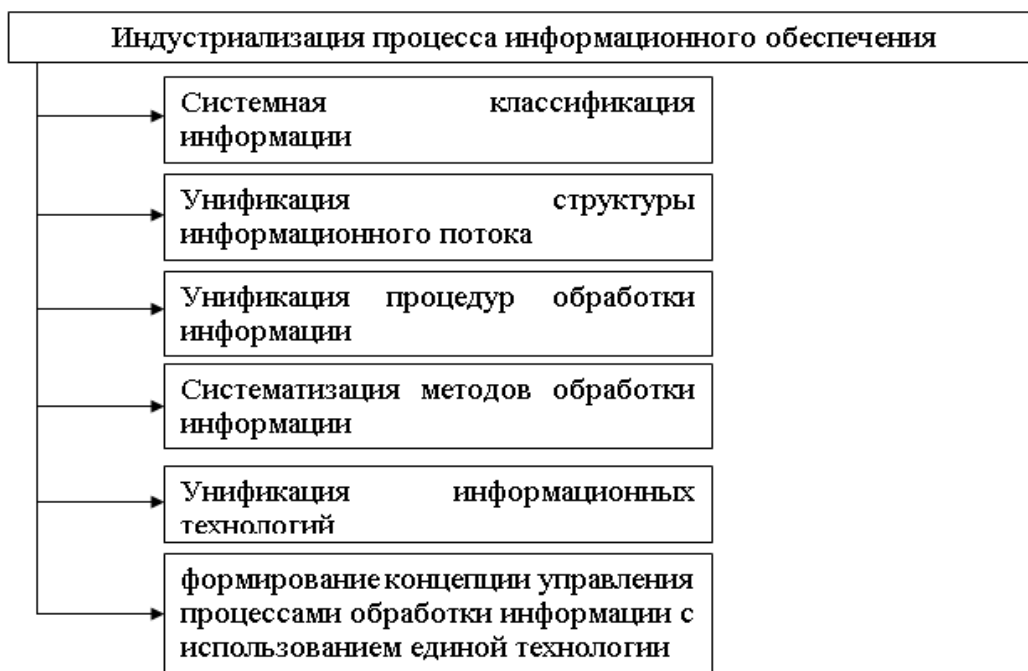 Индустриализация процесса информационного обеспечения
Системная классификация
информации
Унификация структуры
информационного потока
Унификация процедур обработки
информации
Систематизация методов обработки
информации
Унификация информационных
технологий
формирование концепции управления
процессами обработки информации с
использованием единой технологии